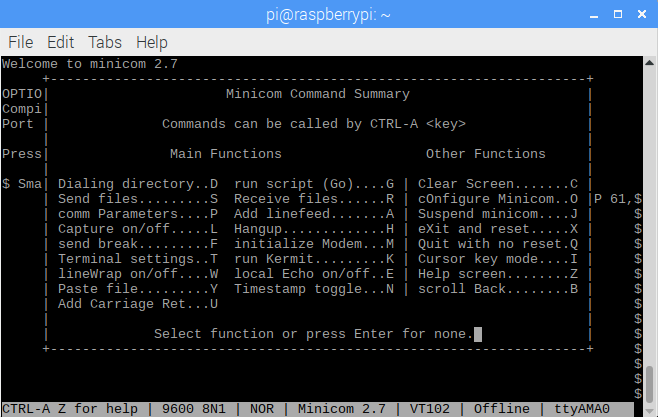 pi@raspberrypi: ~
File Edit Tabs Help
Welcome to minicom 2.7
+-------------------------------------------------------------------+
OPTIO| Minicom Command Summary |
Compi| |
Port | Commands can be called by CTRL-A <key> |
| |
Press| Main Functions Other Functions |
| |
$ Sma| Dialing directory..D run script (Go)....G | Clear Screen.......C |
| Send files.........S Receive files......R | cOnfigure Minicom..O |P 61,$
| comm Parameters....P Add linefeed.......A | Suspend minicom....J | $
| Capture on/off.....L Hangup.............H | eXit and reset.....X | $
| send break.........F initialize Modem...M | Quit with no reset.Q | $
| Terminal settings..T run Kermit.........K | Cursor key mode....I | $
| lineWrap on/off....W local Echo on/off..E | Help screen........Z | $
| Paste file.........Y Timestamp toggle...N | scroll Back........B | $
| Add Carriage Ret...U | $
| | $
| Select function or press Enter for none. | $
+-------------------------------------------------------------------+ $
$
$
$
CTRL-A Z for help | 9600 8N1 | NOR | Minicom 2.7 | VT102 | Offline | ttyAMA0